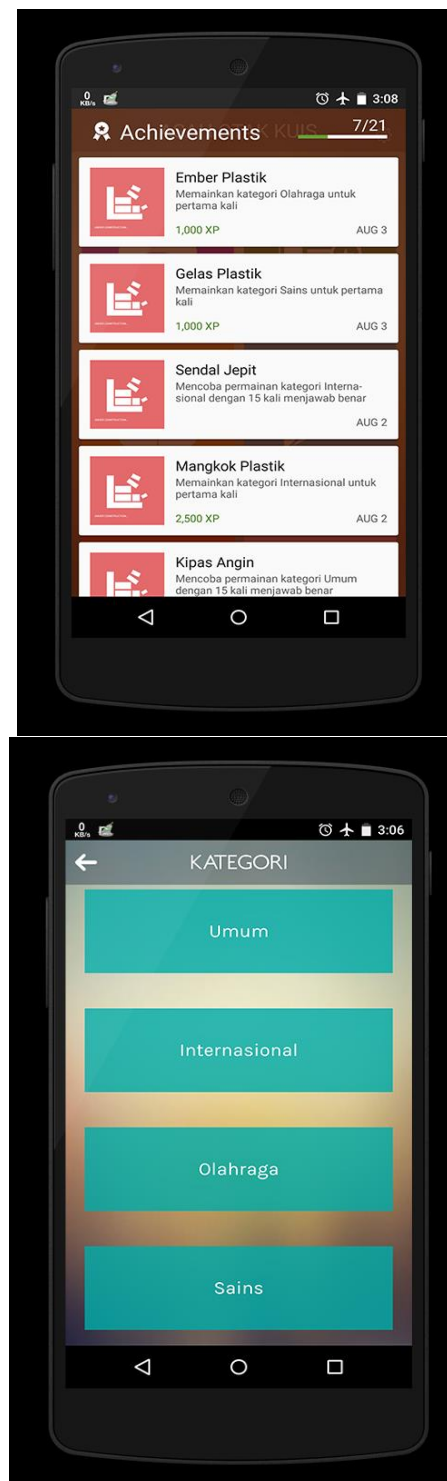 0
KB/s
3:08
ASAH OTAK KUIS
Achievements
7/21
Ember Plastik
Memainkan kategori Olahraga untuk
pertama kali
1,000 XP
AUG 3
Gelas Plastik
Memainkan kategori Sains untuk pertama
kali
1,000 XP
AUG 3
Sendal Jepit
Mencoba permainan kategori Interna-
sional dengan 15 kali menjawab benar
AUG 2
Mangkok Plastik
Memainkan kategori Internasional untuk
pertama kali
2,500 XP
AUG 2
Kipas Angin
Mencoba permainan kategori Umum
dengan 15 kali menjawab benar
0
KB/s
3:06
KATEGORI
Umum
Internasional
Olahraga
Sains